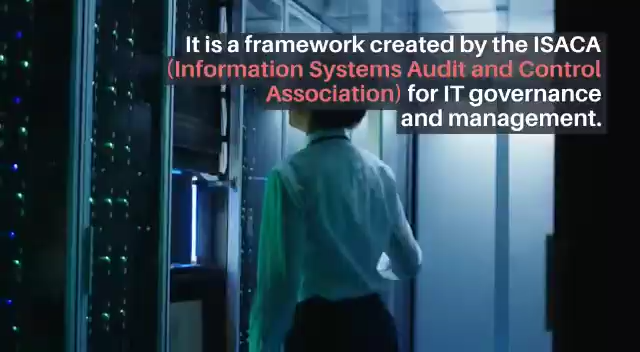 It is a framework created by the ISACA
(Information Systems Audit and Control
Association) for IT governance
and management.